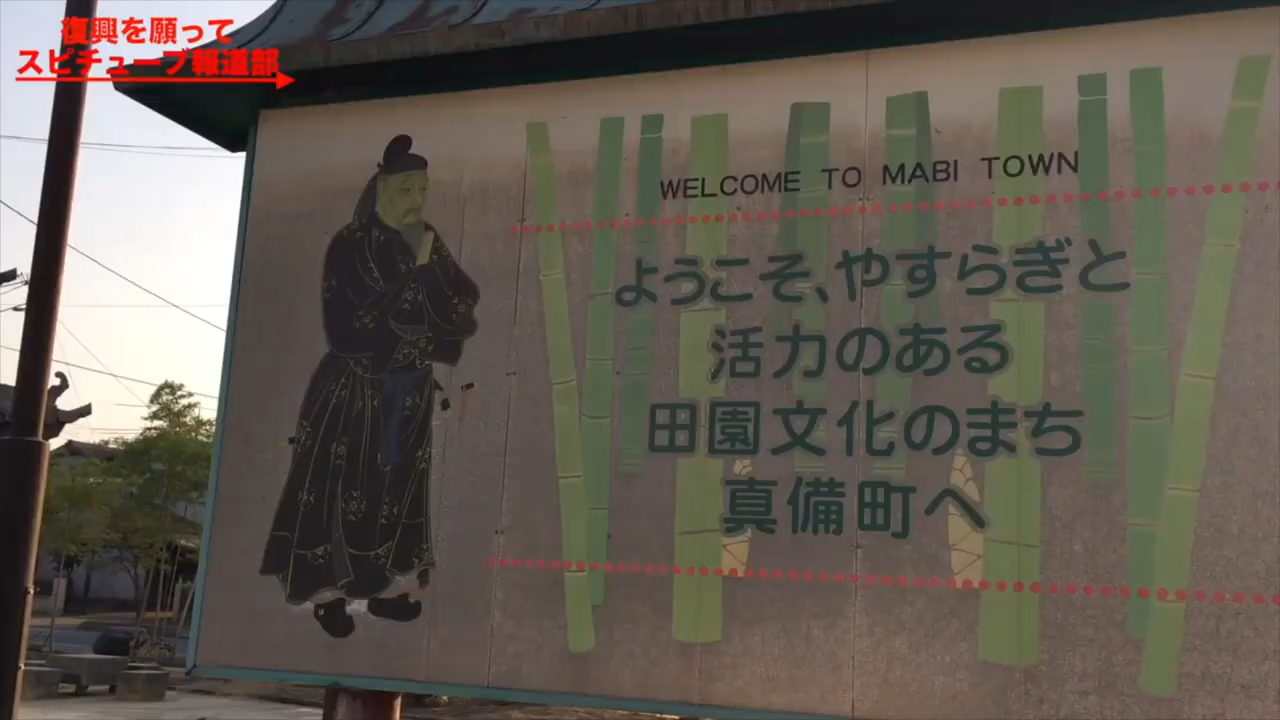 復興を願って
スピチューブ報道部
WELCOME TO MABI TOWN
ようこそ、やすらぎと
活力のある
田園文化のまち
真備町へ